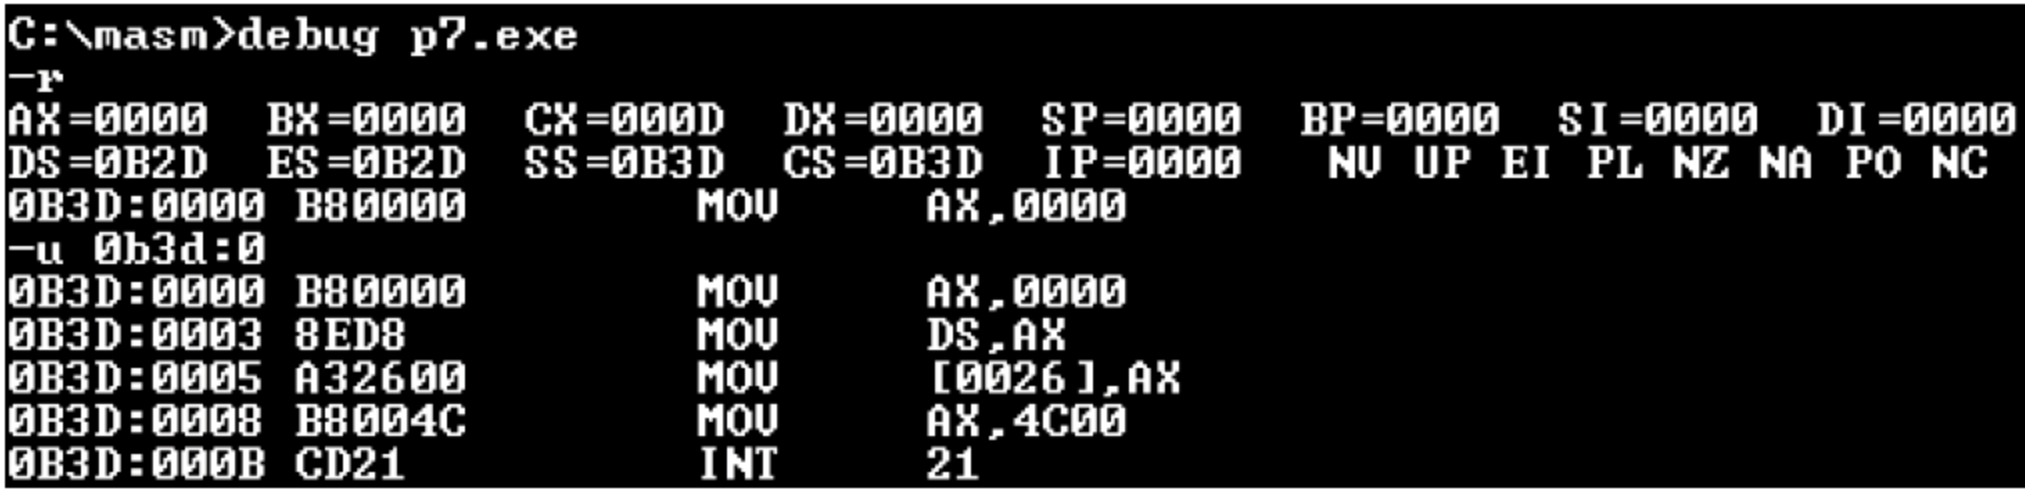 C:\masm>debug p7.exe
-r
AX=0000 BX=0000 CX=000D DX=0000 SP=0000 BP=0000 SI=0000 DI=0000
DS=0B2D ES=0B2D SS=0B3D CS=0B3D IP=0000 NV UP EI PL NZ NA PO NC
0B3D:0000 B80000 MOV AX,0000
-u 0b3d:0
0B3D:0000 B80000 MOV AX,0000
0B3D:0003 8ED8 MOV DS,AX
0B3D:0005 A32600 MOV [0026],AX
0B3D:0008 B8004C MOV AX,4C00
0B3D:000B CD21 INT 21